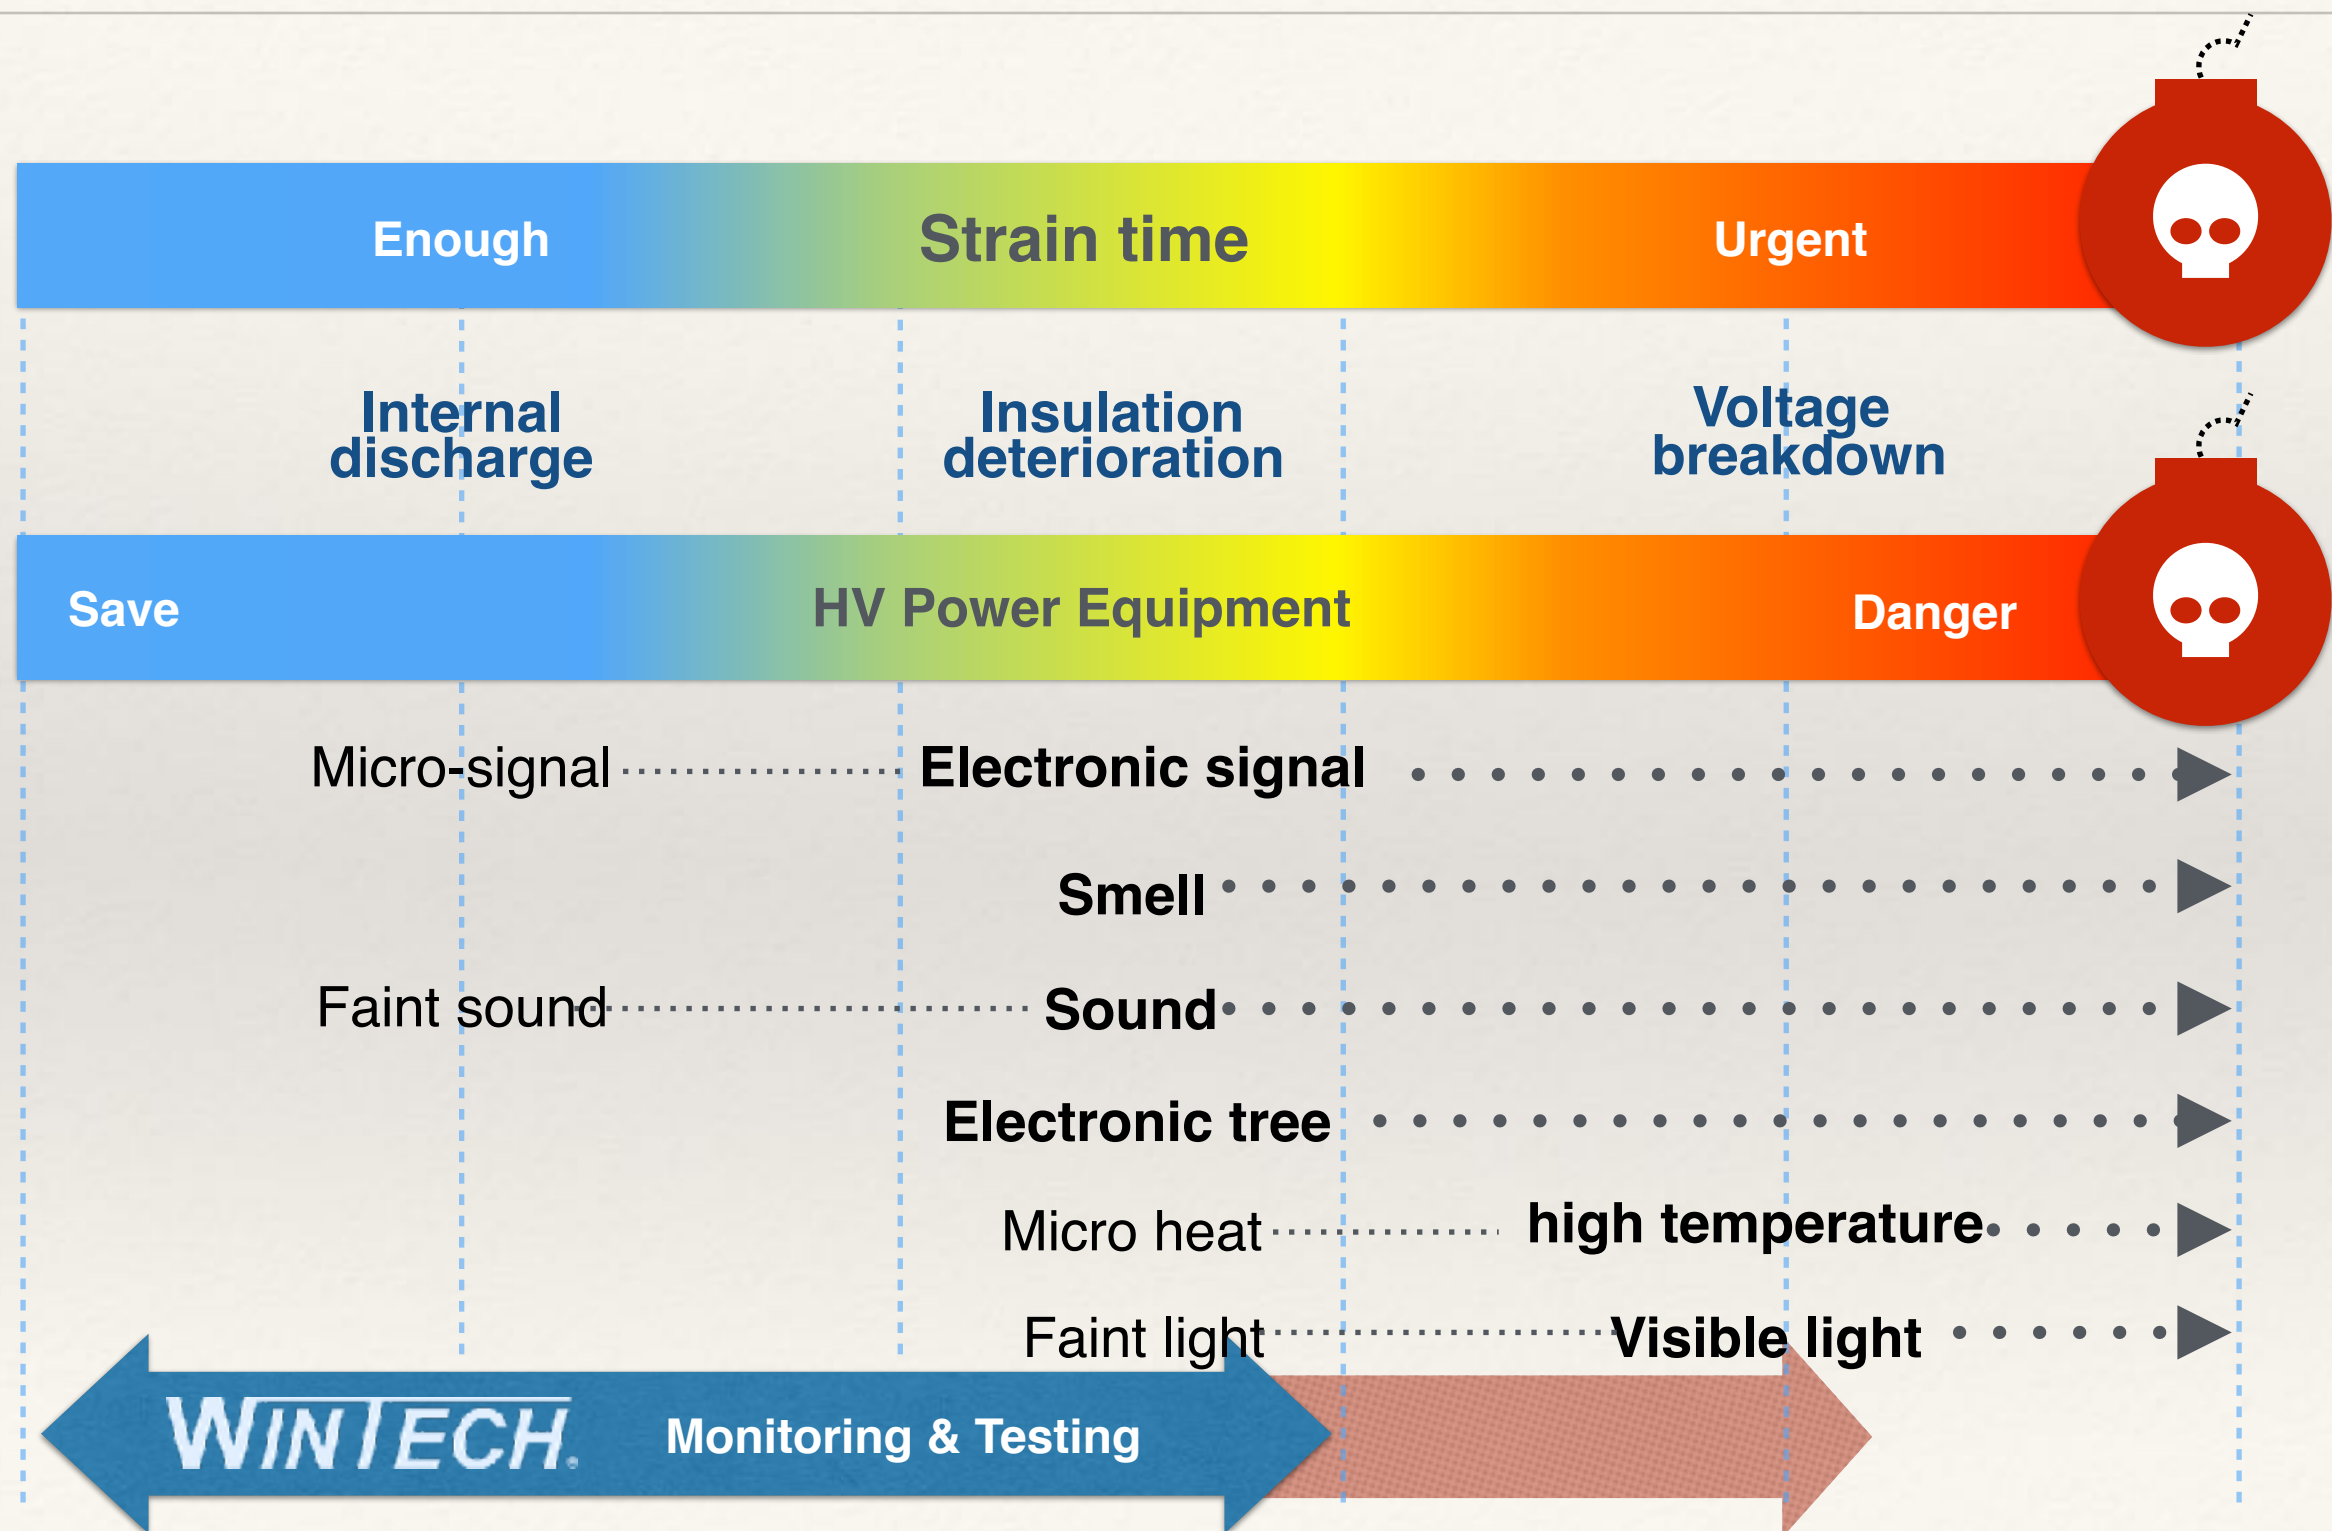 Enough Strain time Urgent
Internal
discharge
Insulation
deterioration
Voltage
breakdown
Save HV Power Equipment Danger
Micro-signal Electronic signal
Smell
Faint sound Sound
Electronic tree
Micro heat high temperature
Faint light Visible light
WINTECH® Monitoring & Testing